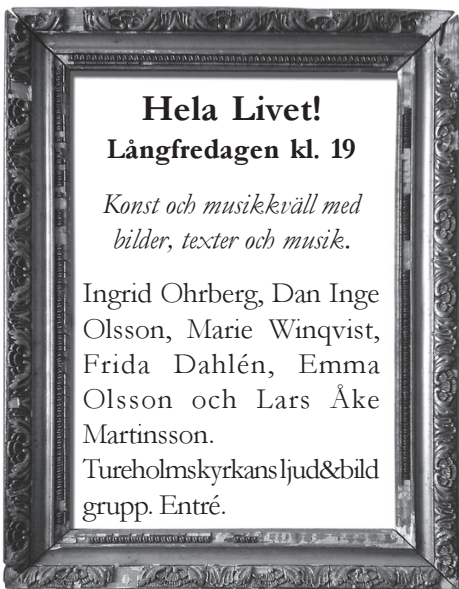 Hela Livet!
Långfredagen kl. 19
Konst och musikkväll med
bilder, texter och musik.
Ingrid Ohrberg, Dan Inge
Olsson, Marie Winqvist,
Frida Dahlén, Emma
Olsson och Lars Åke
Martinsson.
Tureholmskyrkans ljud&bild
grupp. Entré.